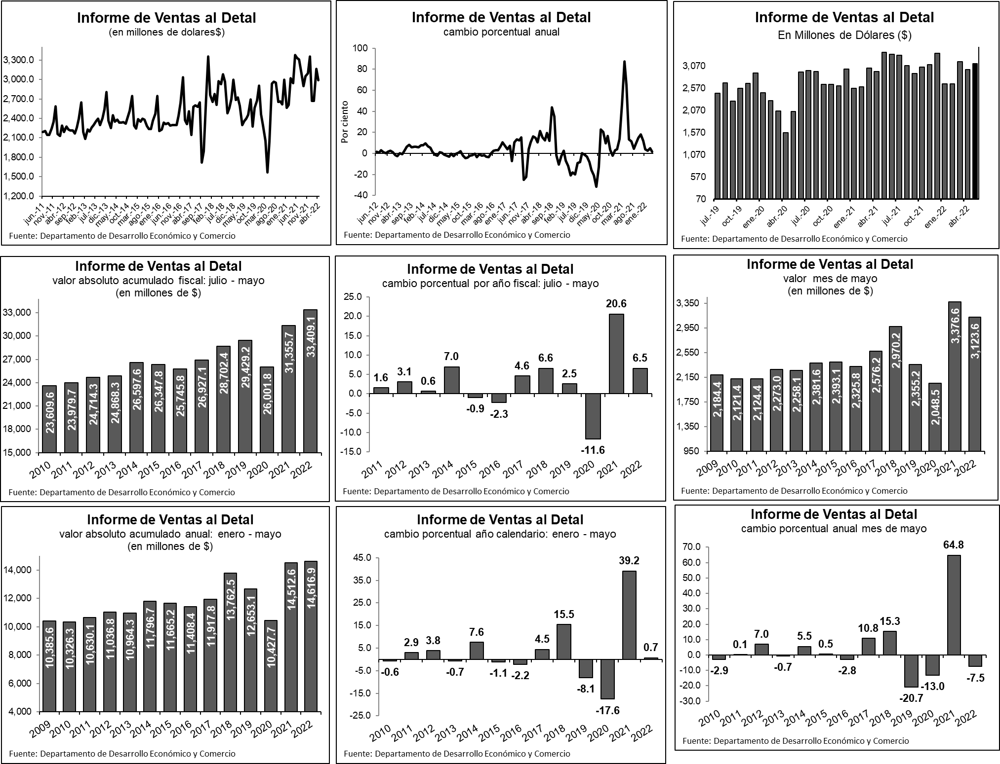 Informe de Ventas al Detal
(en millones de dolares$)
3,300.0
3,000.0
2,700.0
2,400.0
2,100.0
1,800.0
1,500.0
1,200.0
jun.-11
nov.-11
abr.-12
sep.-12
feb.-13
jul.-13
dic.-13
may.-14
oct.-14
mar.-15
ago.-15
ene.-16
jun.-16
nov.-16
abr.-17
sep.-17
feb.-18
jul.-18
dic.-18
may.-19
oct.-19
mar.-20
ago.-20
ene.-21
jun.-21
nov.-21
abr.-22
Fuente: Departamento de Desarrollo Económico y Comercio
Informe de Ventas al Detal
cambio porcentual anual
Por ciento
100
80
60
40
20
0
-20
-40
jun.-12
nov.-12
abr.-13
sep.-13
feb.-14
jul.-14
dic.-14
may.-15
oct.-15
mar.-16
ago.-16
ene.-17
jun.-17
nov.-17
abr.-18
sep.-18
feb.-19
jul.-19
dic.-19
may.-20
oct.-20
mar.-21
ago.-21
ene.-22
Fuente: Departamento de Desarrollo Económico y Comercio
Informe de Ventas al Detal
En Millones de Dólares ($)
3,070
2,570
2,070
1,570
1,070
570
70
jul.-19
oct.-19
ene.-20
abr.-20
jul.-20
oct.-20
ene.-21
abr.-21
jul.-21
oct.-21
ene.-22
abr.-22
Fuente: Departamento de Desarrollo Económico y Comercio
Informe de Ventas al Detal
valor absoluto acumulado fiscal: julio - mayo
(en millones de $)
33,000
30,000
27,000
24,000
21,000
18,000
15,000
23,609.6
23,979.7
24,714.3
24,868.3
26,597.6
26,347.8
25,745.8
26,927.1
28,702.4
29,429.2
26,001.8
31,355.7
33,409.1
2010
2011
2012
2013
2014
2015
2016
2017
2018
2019
2020
2021
2022
Fuente: Departamento de Desarrollo Económico y Comercio
Informe de Ventas al Detal
cambio porcentual por año fiscal: julio - mayo
25.0
20.0
15.0
10.0
5.0
0.0
-5.0
-10.0
-15.0
1.6
3.1
0.6
7.0
-0.9
-2.3
4.6
6.6
2.5
-11.6
20.6
6.5
2011
2012
2013
2014
2015
2016
2017
2018
2019
2020
2021
2022
Fuente: Departamento de Desarrollo Económico y Comercio
Informe de Ventas al Detal
valor mes de mayo
(en millones de $)
3,350
2,950
2,550
2,150
1,750
1,350
950
2,184.4
2,121.4
2,124.4
2,273.0
2,258.1
2,381.6
2,393.1
2,325.8
2,576.2
2,970.2
2,355.2
2,048.5
3,376.6
3,123.6
2009
2010
2011
2012
2013
2014
2015
2016
2017
2018
2019
2020
2021
2022
Fuente: Departamento de Desarrollo Económico y Comercio
Informe de Ventas al Detal
valor absoluto acumulado anual: enero - mayo
(en millones de $)
14,000
12,000
10,000
8,000
6,000
4,000
10,385.6
10,326.3
10,630.1
11,036.8
10,964.3
11,796.7
11,665.2
11,408.4
11,917.8
13,762.5
12,653.1
10,427.7
14,512.6
14,616.9
2009
2010
2011
2012
2013
2014
2015
2016
2017
2018
2019
2020
2021
2022
Fuente: Departamento de Desarrollo Económico y Comercio
Informe de Ventas al Detal
cambio porcentual año calendario: enero - mayo
45.0
35.0
25.0
15.0
5.0
-5.0
-15.0
-25.0
-0.6
2.9
3.8
-0.7
7.6
-1.1
-2.2
4.5
15.5
-8.1
-17.6
39.2
0.7
2010
2011
2012
2013
2014
2015
2016
2017
2018
2019
2020
2021
2022
Fuente: Departamento de Desarrollo Económico y Comercio
Informe de Ventas al Detal
cambio porcentual anual mes de mayo
70.0
60.0
50.0
40.0
30.0
20.0
10.0
0.0
-10.0
-20.0
-30.0
-2.9
0.1
7.0
-0.7
5.5
0.5
-2.8
10.8
15.3
-20.7
-13.0
64.8
-7.5
2010
2011
2012
2013
2014
2015
2016
2017
2018
2019
2020
2021
2022
Fuente: Departamento de Desarrollo Económico y Comercio